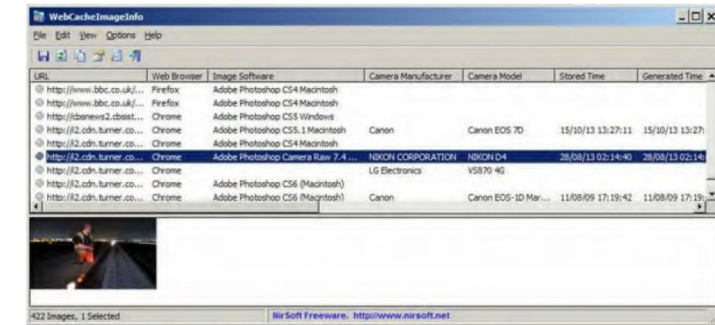 WebCacheImageInfo
File Edit View Options Help
URL Web Browser Image Software Camera Manufacturer Camera Model Stored Time Generated Time
http://www.bbc.co.uk/... Firefox Adobe Photoshop CS4 Macintosh
http://www.bbc.co.uk/... Firefox Adobe Photoshop CS4 Macintosh
http://cbsnews2.cbsist... Chrome Adobe Photoshop CS5 Windows
http://i2.cdn.turner.co... Chrome Adobe Photoshop CS5.1 Macintosh Canon Canon EOS 7D 15/10/13 13:27:11 15/10/13 13:27:
http://i2.cdn.turner.co... Chrome Adobe Photoshop CS4 Macintosh
http://i2.cdn.turner.co... Chrome Adobe Photoshop Camera Raw 7.4 ... NIKON CORPORATION NIKON D4 28/08/13 02:14:40 28/08/13 02:14:
http://i2.cdn.turner.co... Chrome LG Electronics VS870 4G
http://i2.cdn.turner.co... Chrome Adobe Photoshop CS6 (Macintosh)
http://i2.cdn.turner.co... Chrome Adobe Photoshop CS6 (Macintosh) Canon Canon EOS-1D Mar... 11/08/09 17:19:42 11/08/09 17:19:
422 Images, 1 Selected NirSoft Freeware. http://www.nirsoft.net